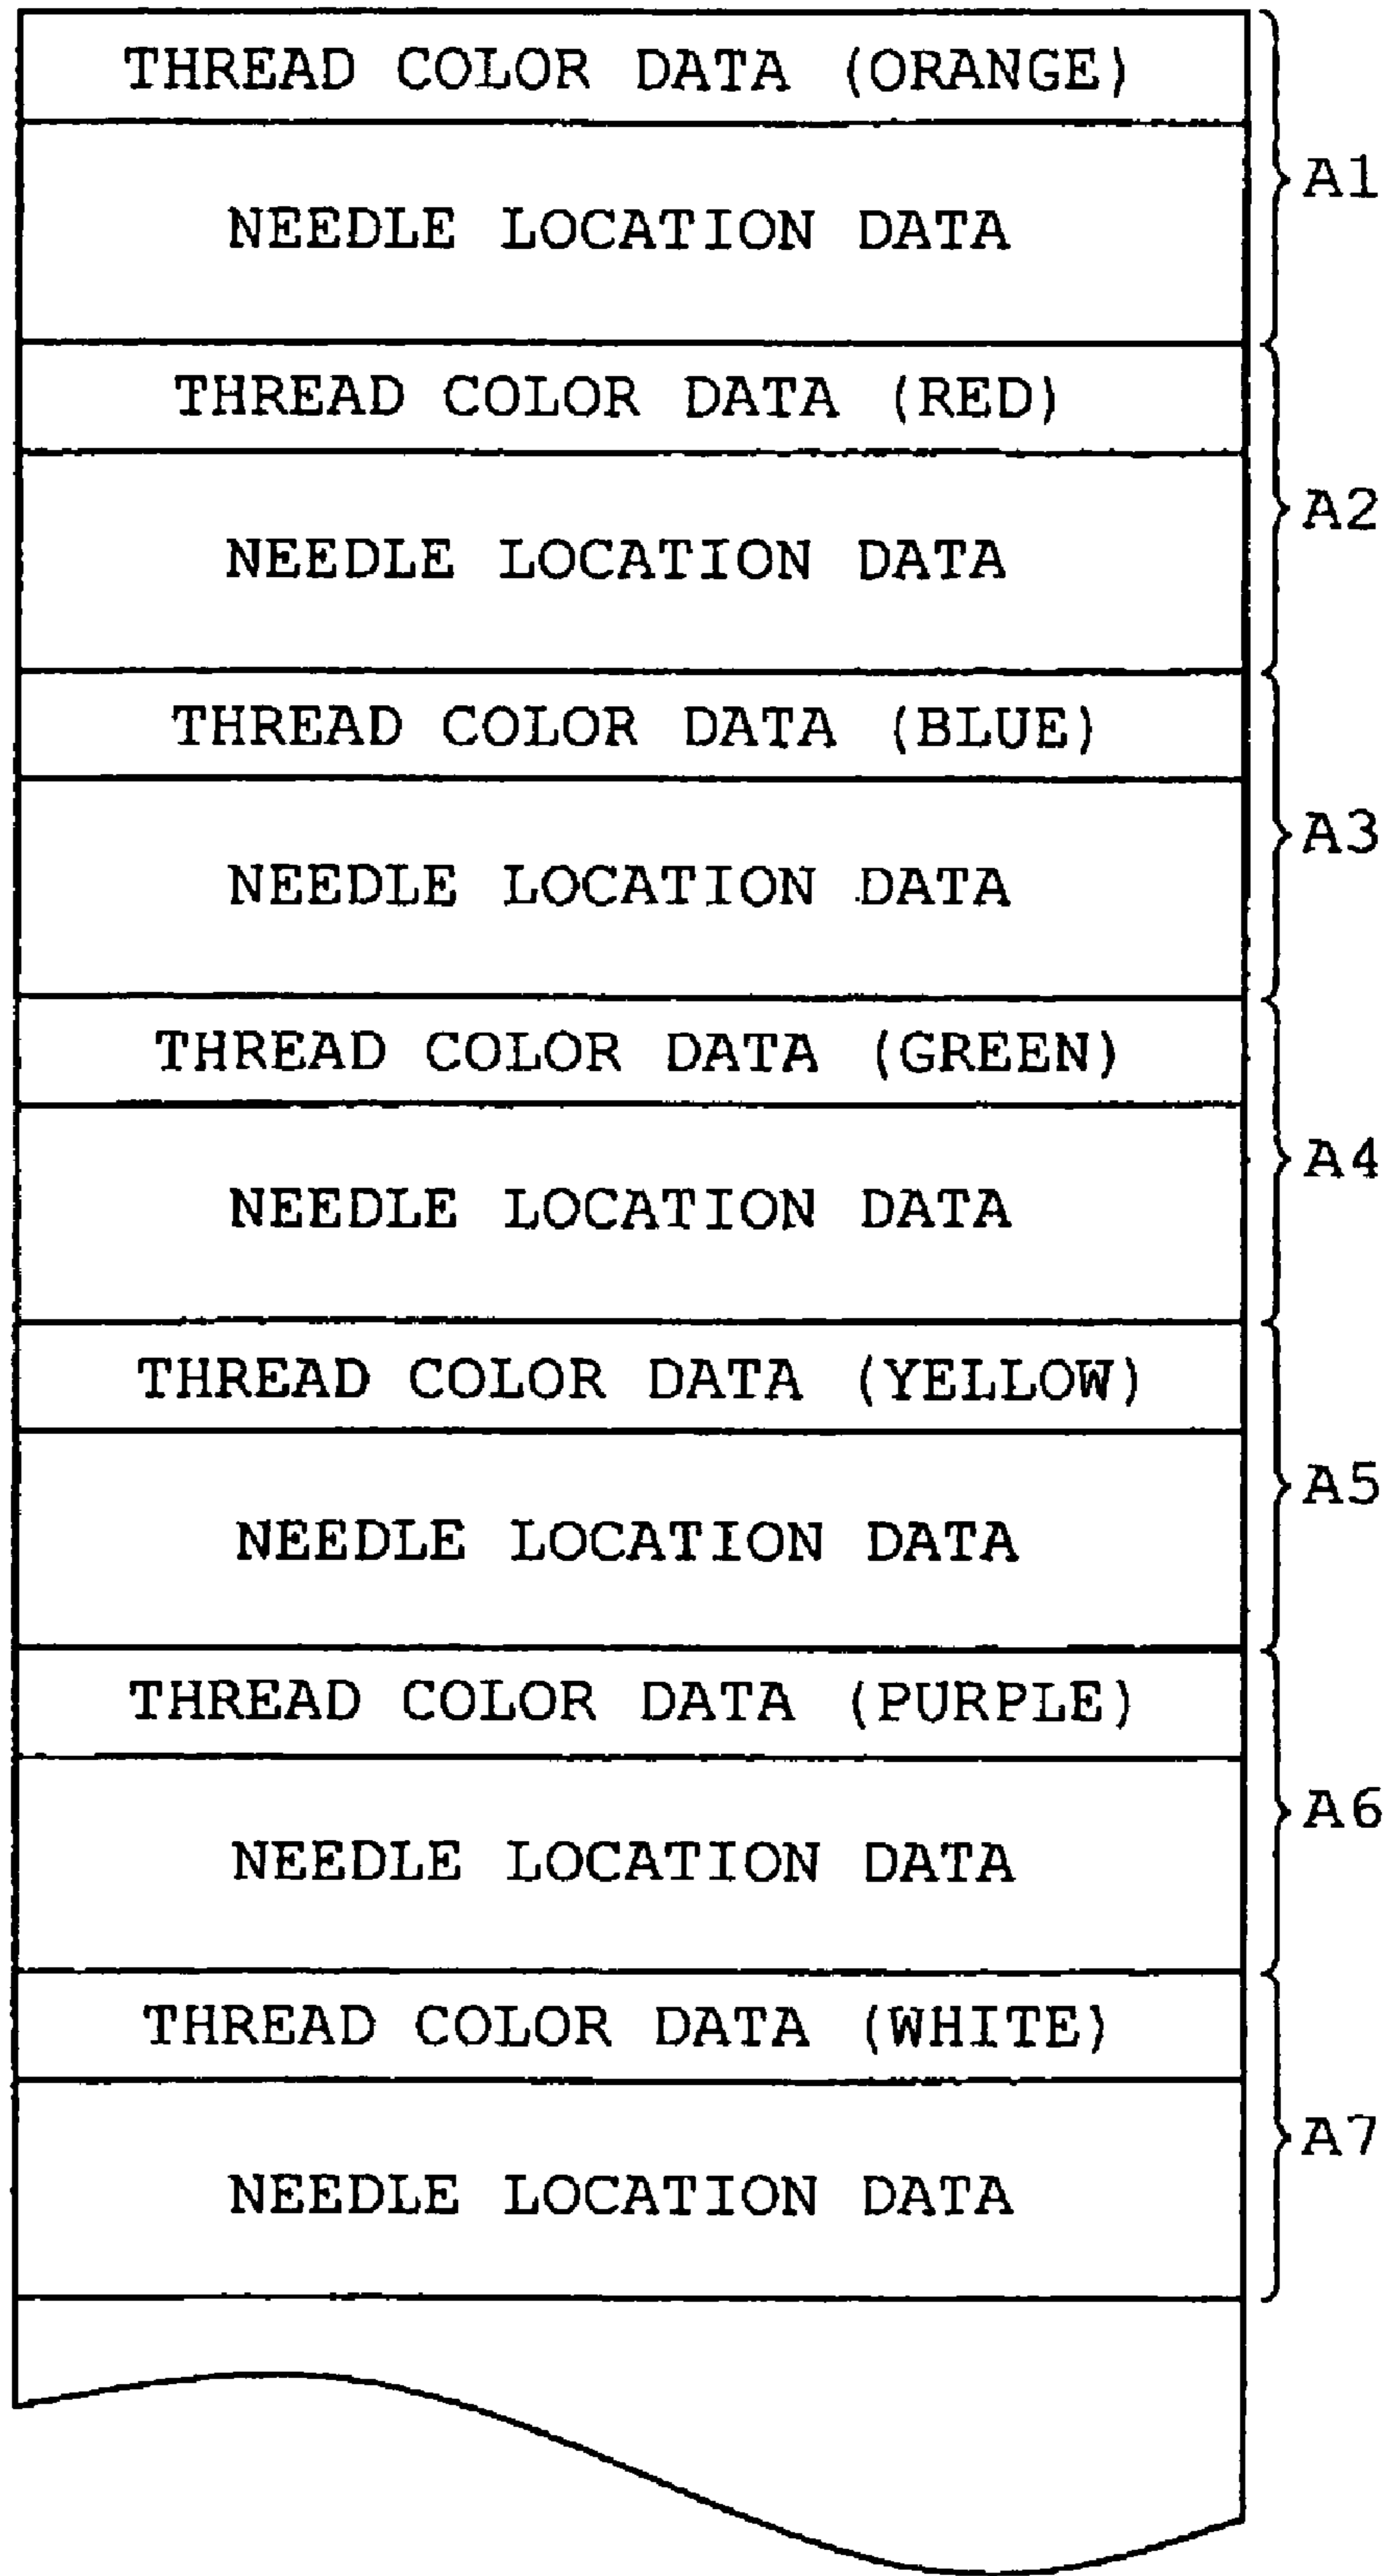 THREAD COLOR DATA (ORANGE)
A1
NEEDLE LOCATION DATA
THREAD COLOR DATA (RED)
A2
NEEDLE LOCATION DATA
THREAD COLOR DATA (BLUE)
A3
NEEDLE LOCATION DATA
THREAD COLOR DATA (GREEN)
A4
NEEDLE LOCATION DATA
THREAD COLOR DATA (YELLOW)
A5
NEEDLE LOCATION DATA
THREAD COLOR DATA (PURPLE)
A6
NEEDLE LOCATION DATA
THREAD COLOR DATA (WHITE)
A7
NEEDLE LOCATION DATA